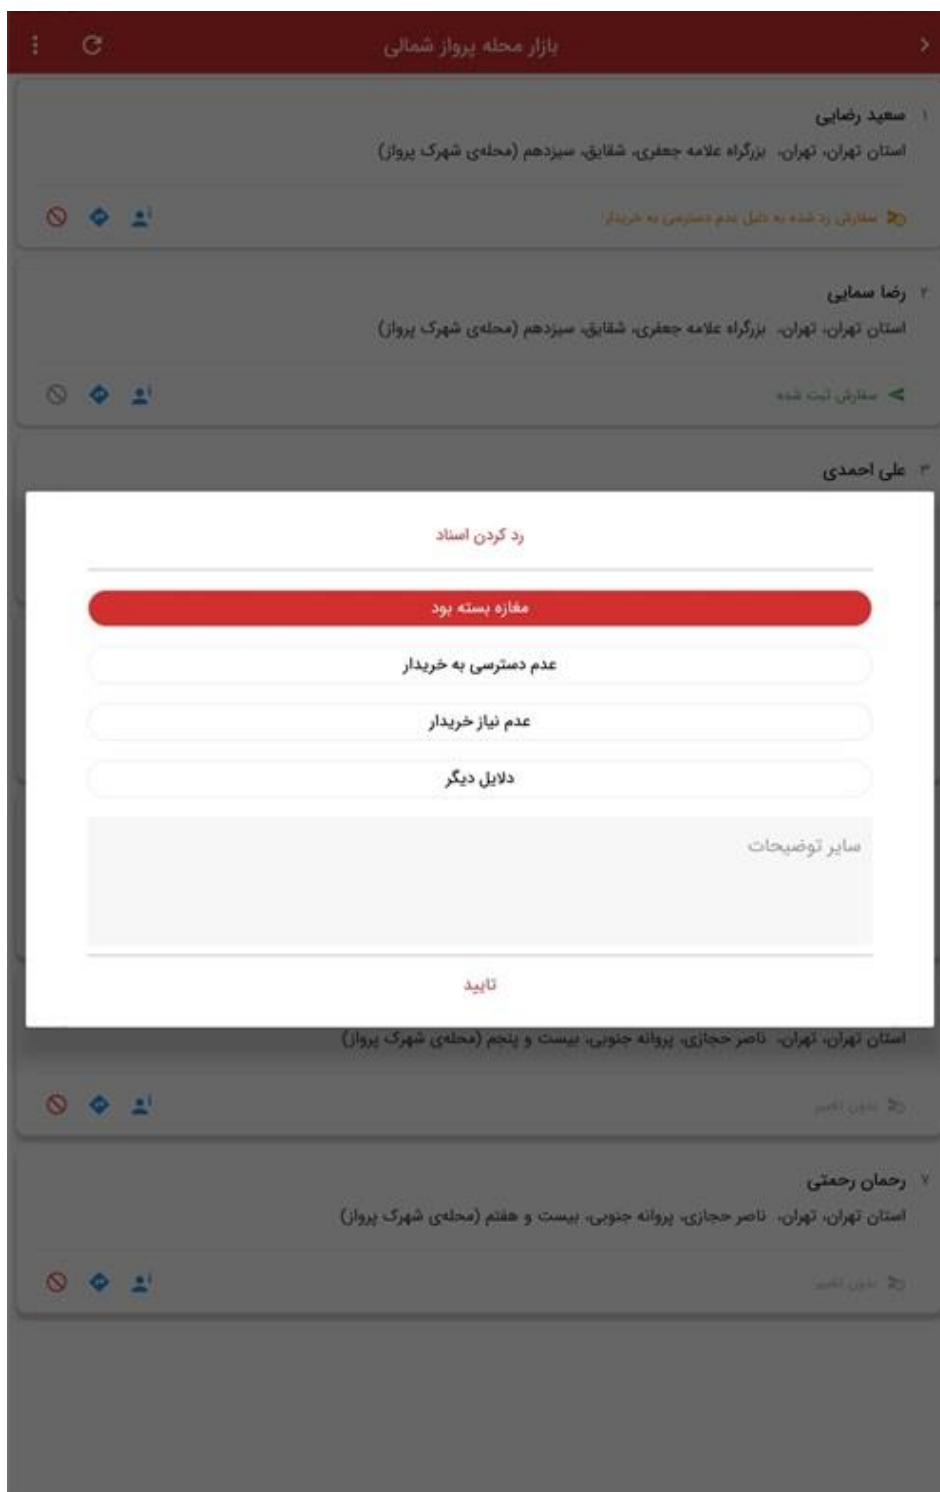 بازار محله پرواز شمالی
۱ سعید رضایی
استان تهران، تهران، بزرگراه علامه جعفری، شقایق، سیزدهم (محله‌ی شهرک پرواز)
سفارش رد شده به دلیل عدم دسترسی به خریدار
۲ رضا سمایی
استان تهران، تهران، بزرگراه علامه جعفری، شقایق، سیزدهم (محله‌ی شهرک پرواز)
سفارش ثبت شده
۳ علی احمدی
رد کردن اسناد
مغازه بسته بود
عدم دسترسی به خریدار
عدم نیاز خریدار
دلایل دیگر
سایر توضیحات
تایید
استان تهران، تهران، ناصر حجازی، پروانه جنوبی، بیست و پنجم (محله‌ی شهرک پرواز)
بدون تغییر
۷ رحمان رحمتی
استان تهران، تهران، ناصر حجازی، پروانه جنوبی، بیست و هفتم (محله‌ی شهرک پرواز)
بدون تغییر